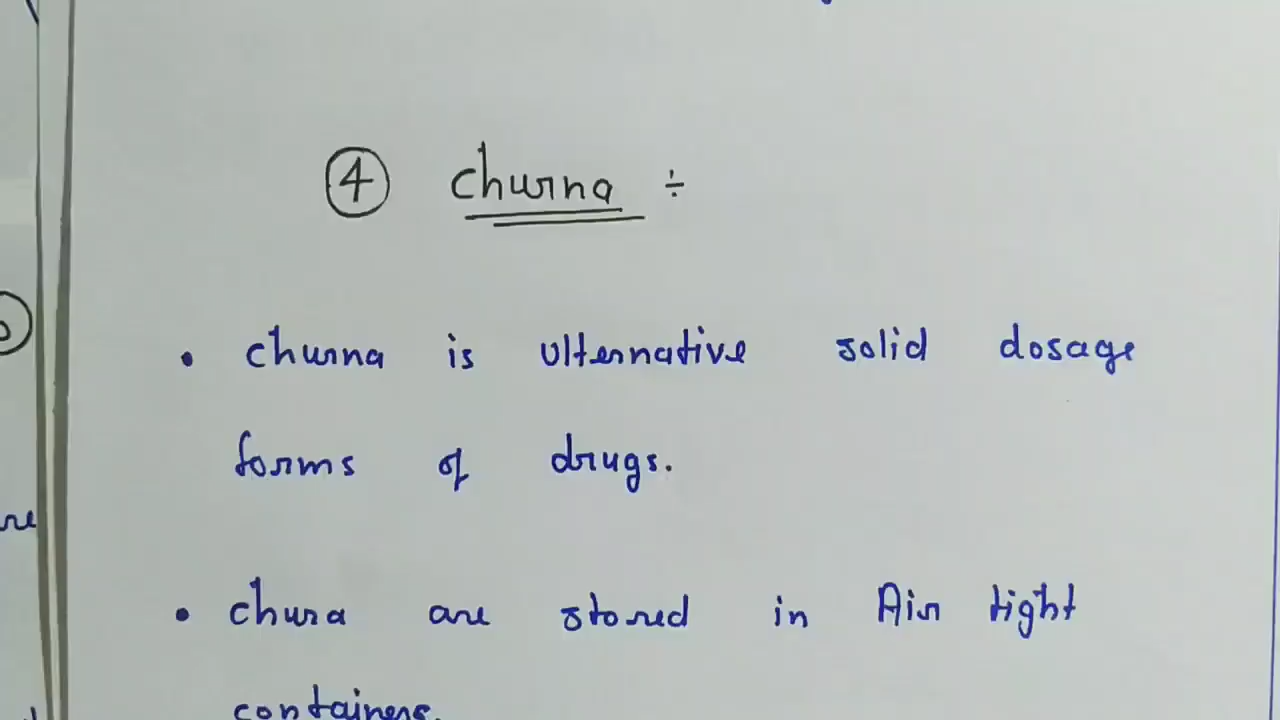 ④ Churna ÷
• churna is ulternative solid dosage
forms of drugs.
• chura are stored in Air tight
containers.